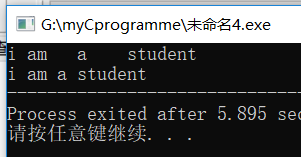 G:\myCprogramme\未命名4.exe
i am   a    student
i am a student
--------------------------------
Process exited after 5.895 sec
请按任意键继续. . .